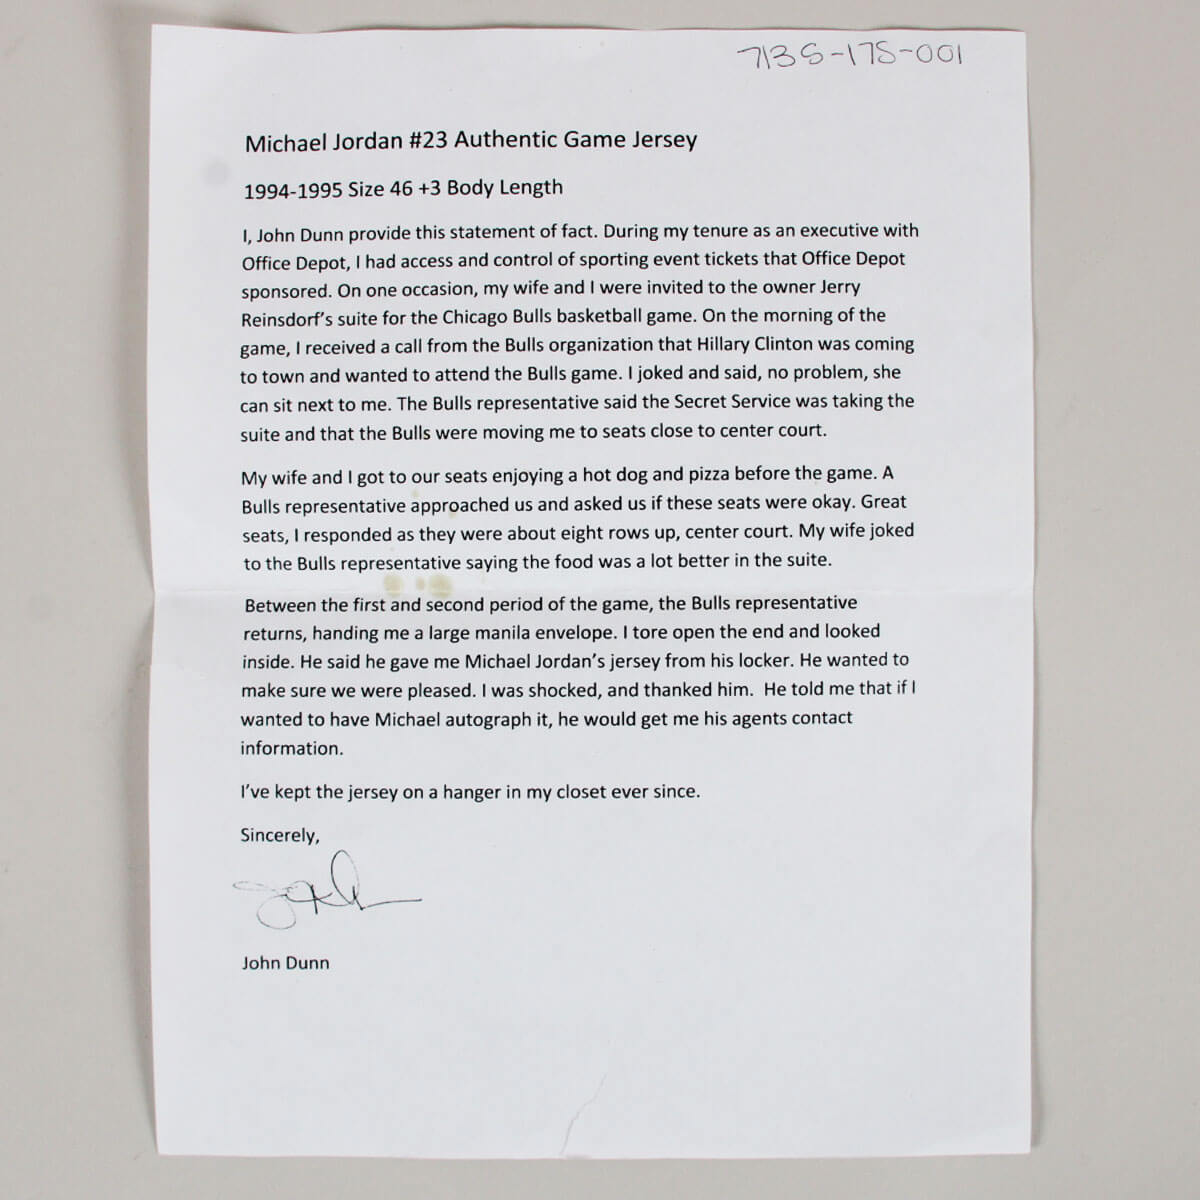 713S-17S-001
Michael Jordan #23 Authentic Game Jersey
1994-1995 Size 46 +3 Body Length
I, John Dunn provide this statement of fact. During my tenure as an executive with
Office Depot, I had access and control of sporting event tickets that Office Depot
sponsored. On one occasion, my wife and I were invited to the owner Jerry
Reinsdorf's suite for the Chicago Bulls basketball game. On the morning of the
game, I received a call from the Bulls organization that Hillary Clinton was coming
to town and wanted to attend the Bulls game. I joked and said, no problem, she
can sit next to me. The Bulls representative said the Secret Service was taking the
suite and that the Bulls were moving me to seats close to center court.
My wife and I got to our seats enjoying a hot dog and pizza before the game. A
Bulls representative approached us and asked us if these seats were okay. Great
seats, I responded as they were about eight rows up, center court. My wife joked
to the Bulls representative saying the food was a lot better in the suite.
Between the first and second period of the game, the Bulls representative
returns, handing me a large manila envelope. I tore open the end and looked
inside. He said he gave me Michael Jordan's jersey from his locker. He wanted to
make sure we were pleased. I was shocked, and thanked him.  He told me that if I
wanted to have Michael autograph it, he would get me his agents contact
information.
I've kept the jersey on a hanger in my closet ever since.
Sincerely,
John Dunn